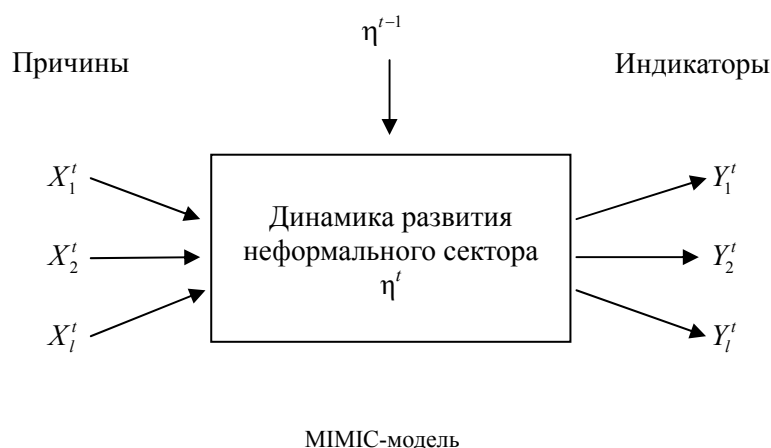 η^{t−1}
Причины
Индикаторы
X_1^t
Y_1^t
Динамика развития
X_2^t
неформального сектора
Y_2^t
η^t
X_l^t
Y_l^t
MIMIC-модель